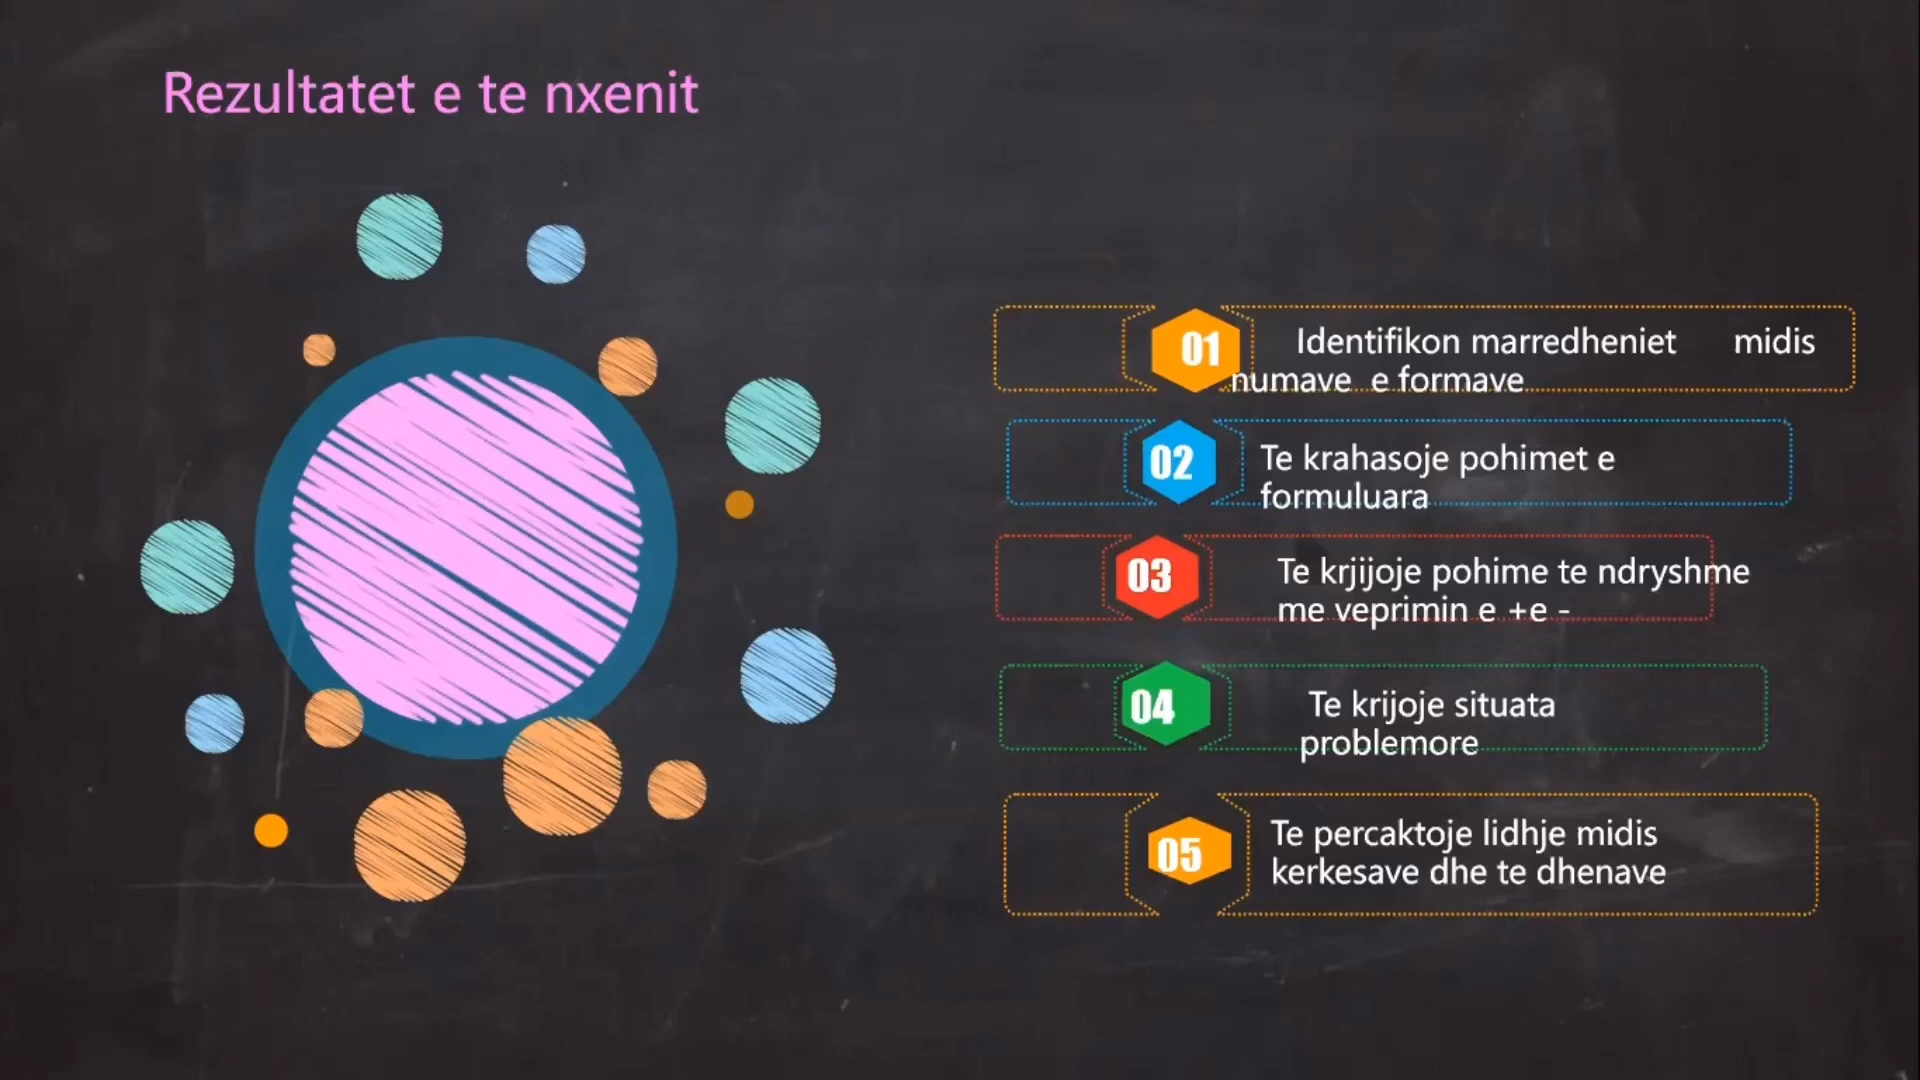 Rezultatet e te nxenit
01
Identifikon marredheniet midis
numave e formave
02
Te krahasoje pohimet e
formuluara
03
Te krjijoje pohime te ndryshme
me veprimin e +e -
04
Te krijoje situata
problemore
05
Te percaktoje lidhje midis
kerkesave dhe te dhenave